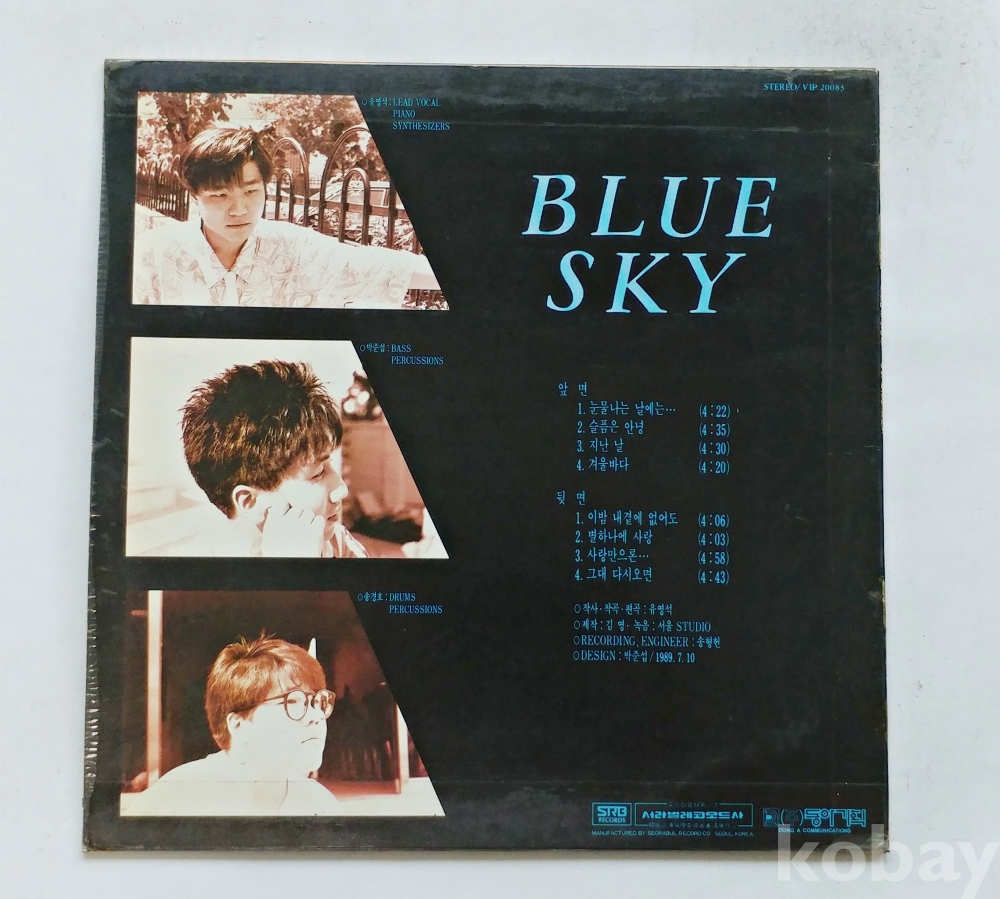 STEREO/VIP 20083
○유영석:LEAD VOCAL
PIANO
SYNTHESIZERS
BLUE
SKY
○박준섭:BASS
PERCUSSIONS
앞 면
1. 눈물나는 날에는… (4:22)
2. 슬픔은 안녕 (4:35)
3. 지난 날 (4:30)
4. 겨울바다 (4:20)
뒷 면
1. 이밤 내곁에 없어도 (4:06)
2. 별하나에 사랑 (4:03)
3. 사랑만으론… (4:58)
4. 그대 다시오면 (4:43)
○송경호:DRUMS
PERCUSSIONS
○작사·작곡·편곡:유영석
○제작:김 영·녹음:서울 STUDIO
○RECORDING, ENGINEER:송형헌
○DESIGN:박준섭/1989.7.10
SRB
RECORDS
서라벌레코오드사
동아기획
DONG A COMMUNICATIONS
MANUFACTURED BY SEORABUL RECORD CO. SEOUL KOREA
kobay